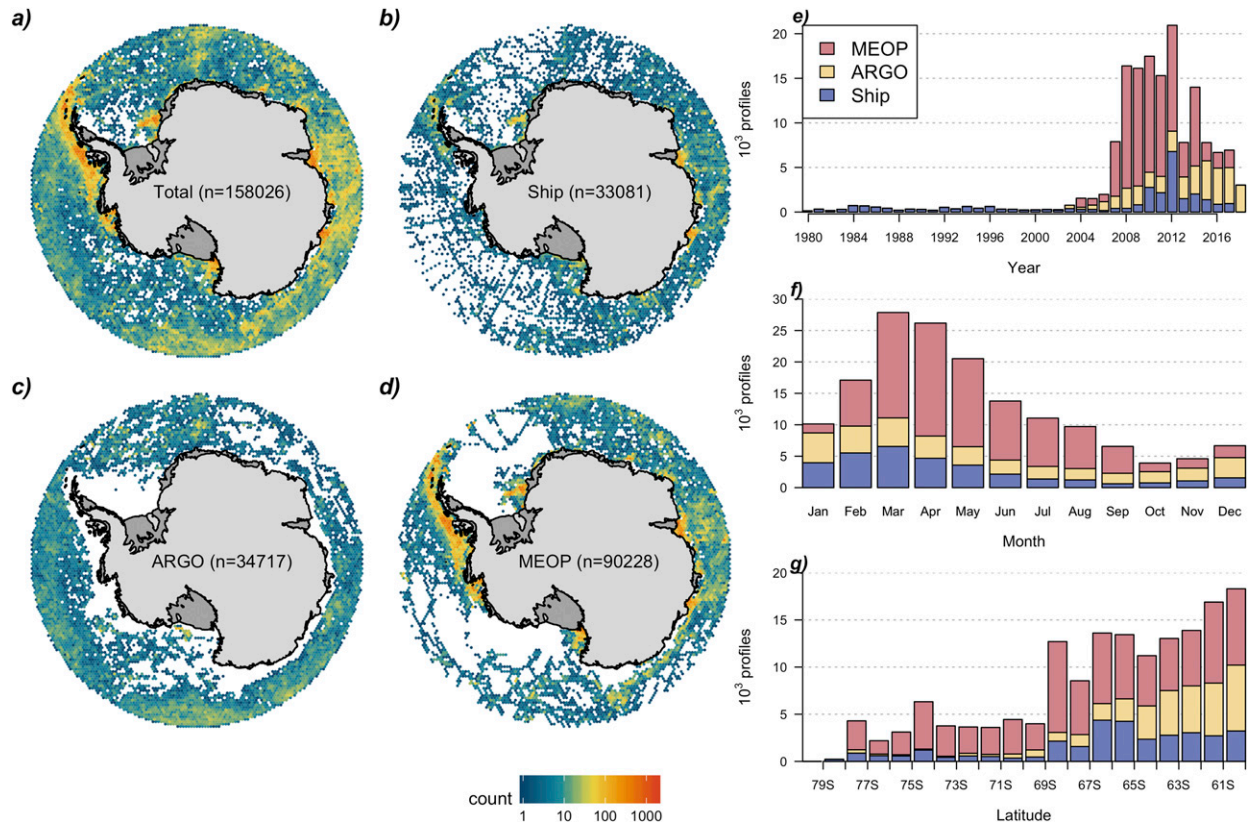 a)
b)
Total (n=158026)
Ship (n=33081)
c)
d)
ARGO (n=34717)
MEOP (n=90228)
count
1 10 100 1000
e)
MEOP
ARGO
Ship
10³ profiles
20
15
10
5
0
1980 1984 1988 1992 1996 2000 2004 2008 2012 2016
Year
f)
10³ profiles
30
25
20
15
10
5
0
Jan Feb Mar Apr May Jun Jul Aug Sep Oct Nov Dec
Month
g)
10³ profiles
20
15
10
5
0
79S 77S 75S 73S 71S 69S 67S 65S 63S 61S
Latitude